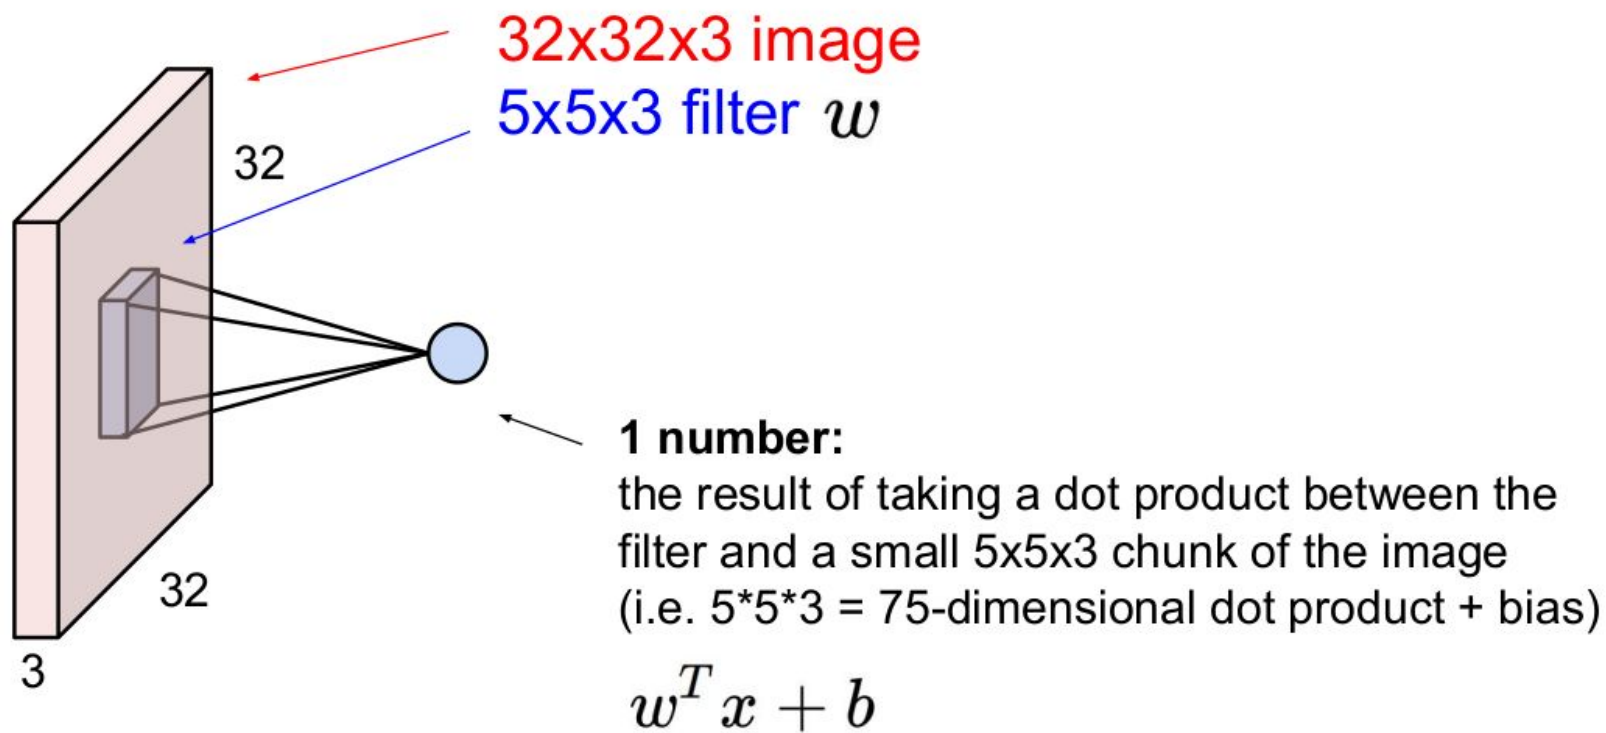 32x32x3 image
5x5x3 filter w
32
32
3
1 number:
the result of taking a dot product between the
filter and a small 5x5x3 chunk of the image
(i.e. 5*5*3 = 75-dimensional dot product + bias)
w^T x + b